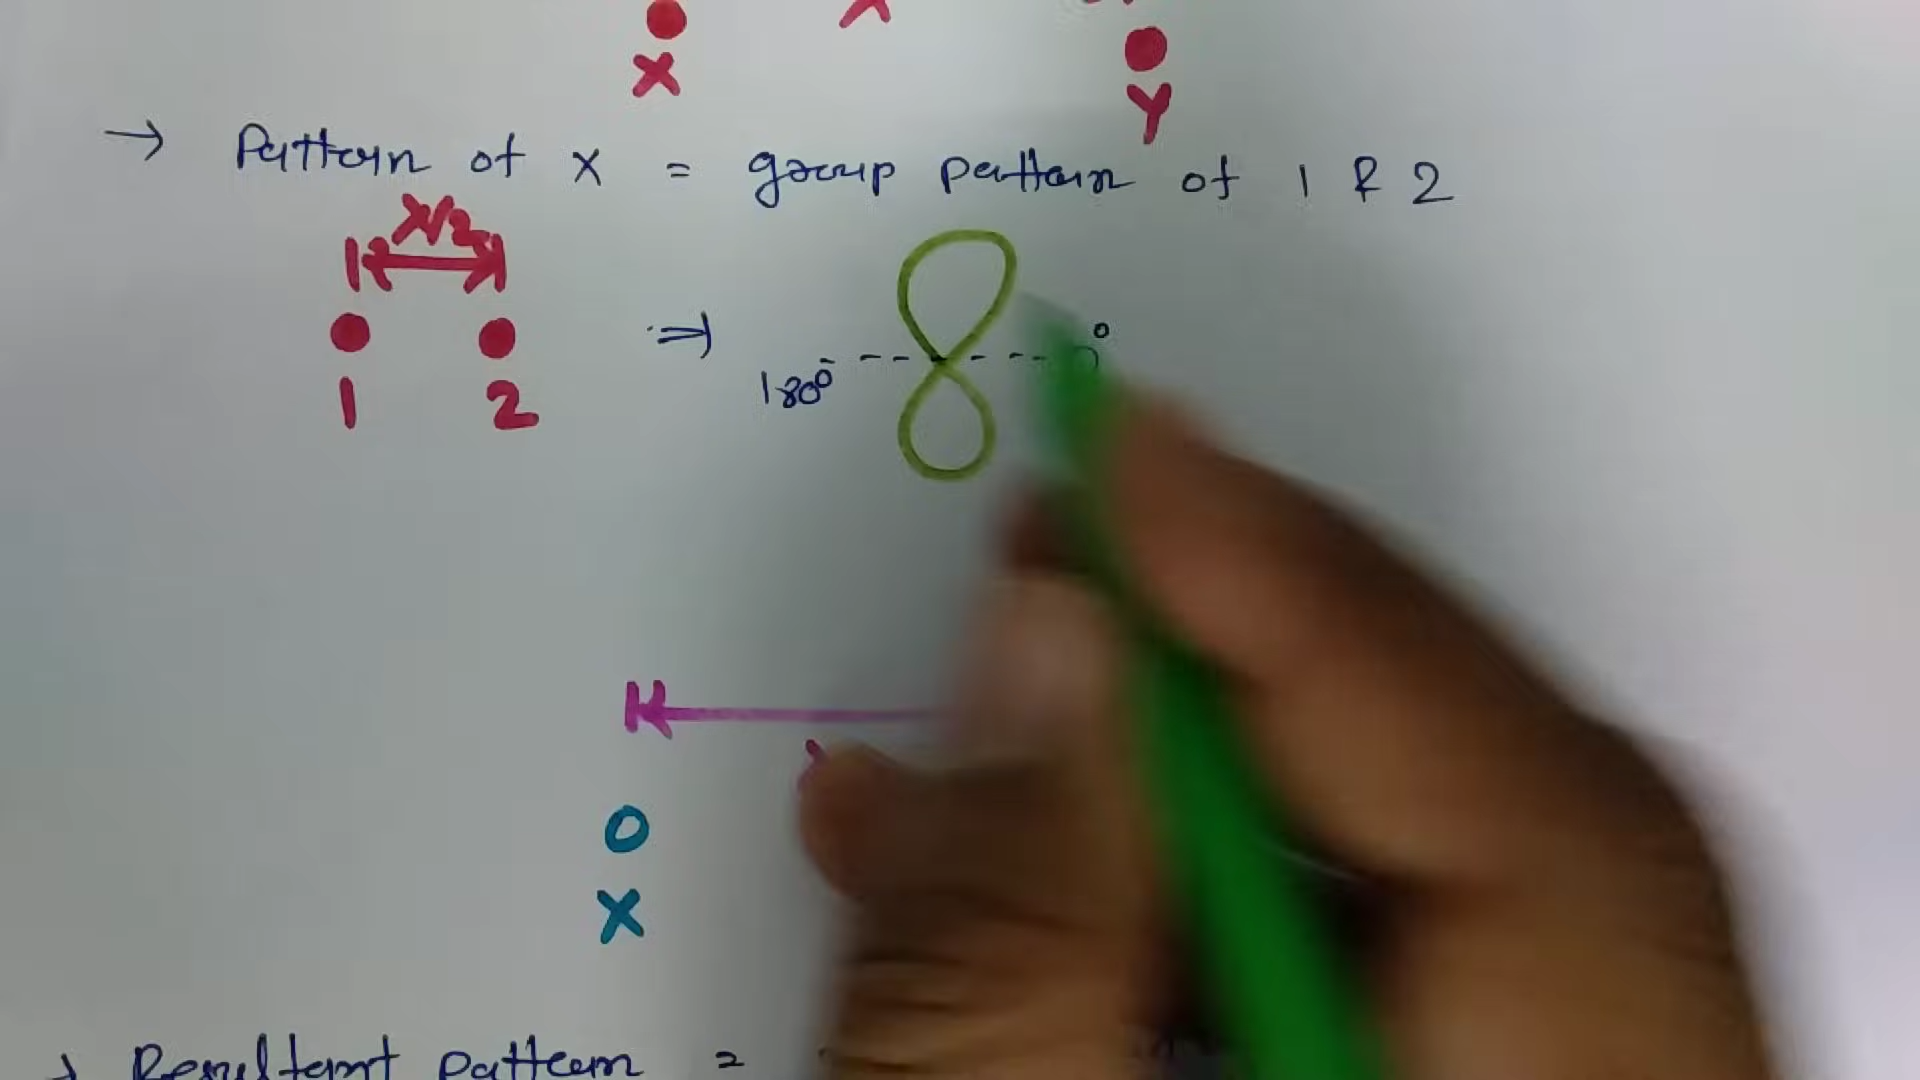 X Y
→ Pattern of X = group pattern of 1 & 2
λ/2
1 2
⇒ 180° 0°
X
Resultant pattern =